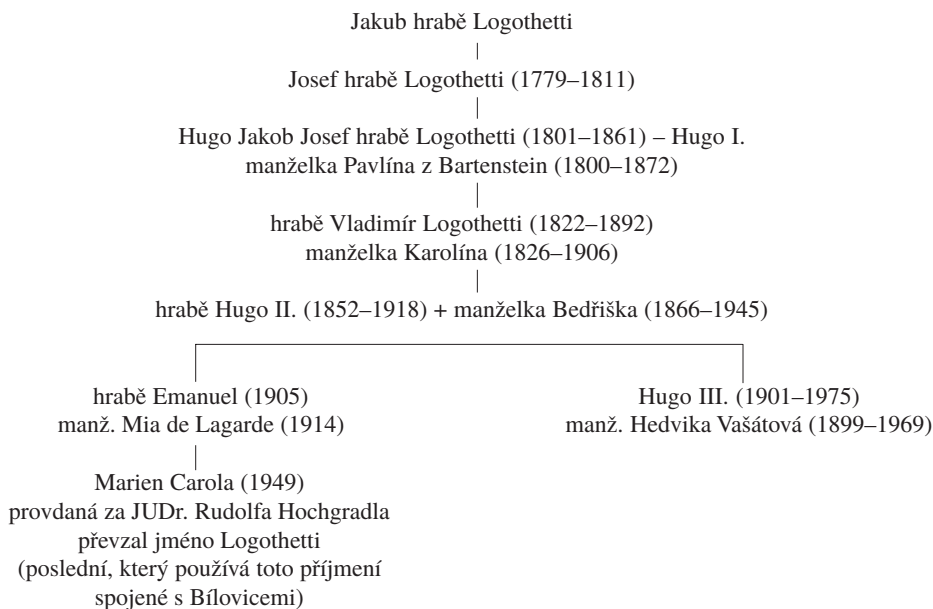 Jakub hrabě Logothetti
Josef hrabě Logothetti (1779–1811)
Hugo Jakob Josef hrabě Logothetti (1801–1861) – Hugo I.
manželka Pavlína z Bartenstein (1800–1872)
hrabě Vladimír Logothetti (1822–1892)
manželka Karolína (1826–1906)
hrabě Hugo II. (1852–1918) + manželka Bedřiška (1866–1945)
hrabě Emanuel (1905)
manž. Mia de Lagarde (1914)
Hugo III. (1901–1975)
manž. Hedvika Vašátová (1899–1969)
Marien Carola (1949)
provdaná za JUDr. Rudolfa Hochgradla
převzal jméno Logothetti
(poslední, který používá toto příjmení
spojené s Bílovicemi)